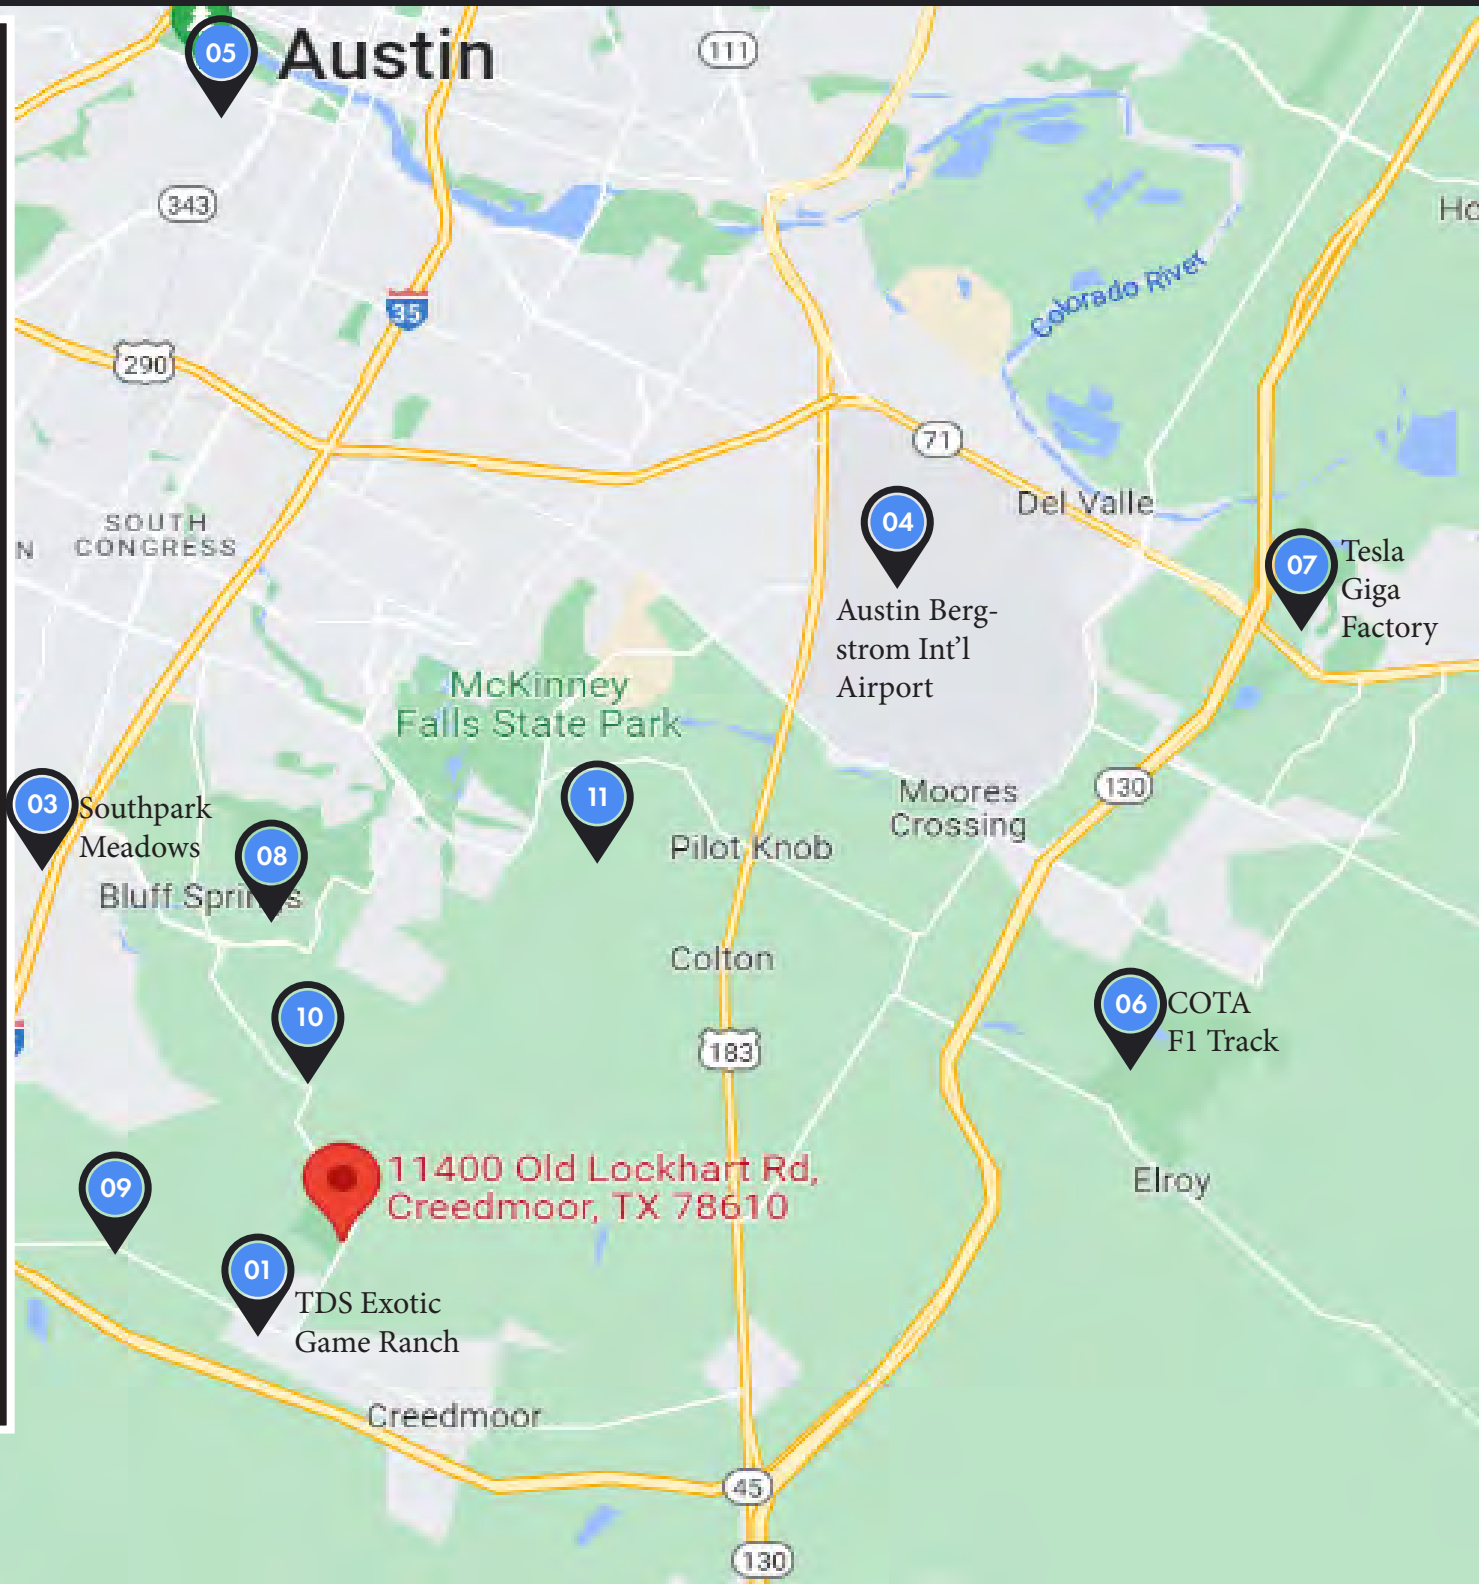 05
Austin
111
343
Ho
Colorado River
35
290
71
SOUTH
CONGRESS
N
04
Del Valle
07
Tesla
Giga
Factory
Austin Berg-
strom Int'l
Airport
McKinney
Falls State Park
03
Southpark
Meadows
11
Moores
Crossing
130
08
Pilot Knob
Bluff Springs
Colton
06
COTA
F1 Track
10
183
11400 Old Lockhart Rd,
Creedmoor, TX 78610
09
Elroy
01
TDS Exotic
Game Ranch
Creedmoor
45
130